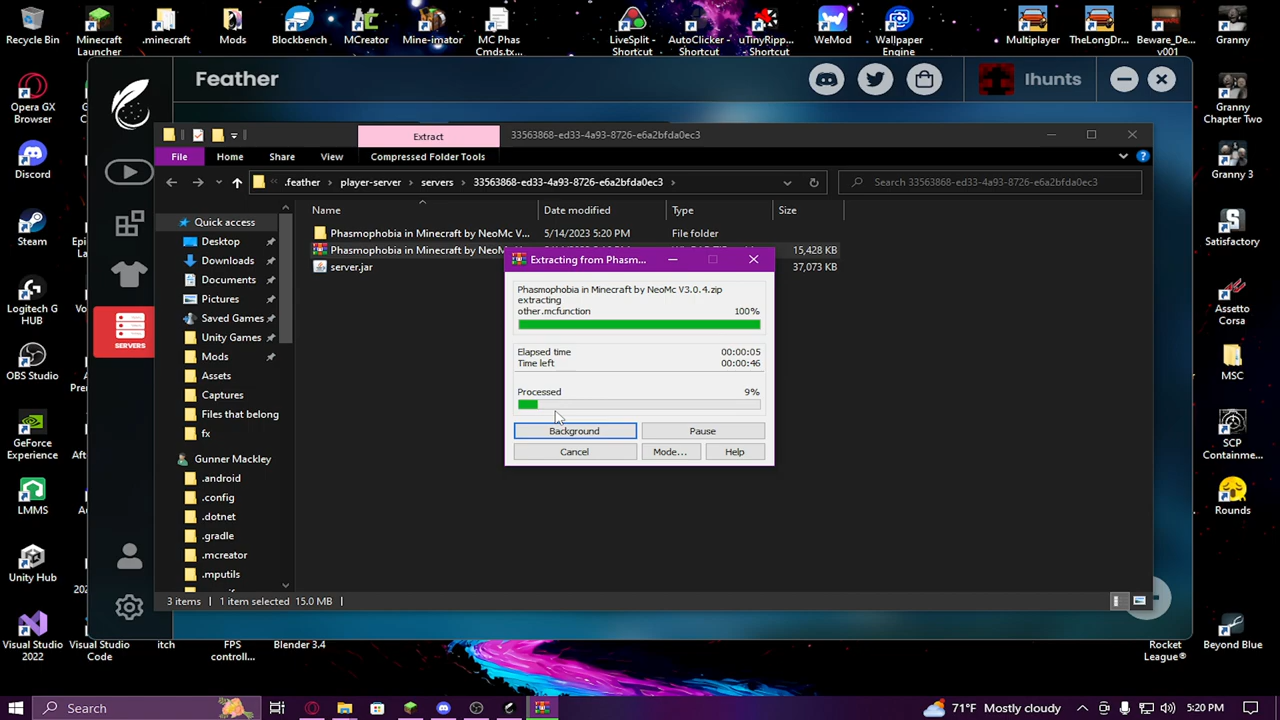 Recycle Bin
Minecraft Launcher
.minecraft
Mods
Blockbench
MCreator
Mine-imator
MC Phas Cmds.tx...
LiveSplit - Shortcut
AutoClicker - Shortcut
uTinyRipp... Shortcut
WeMod
Wallpaper Engine
Multiplayer
TheLongDr...
Beware_De... v001
Granny
Opera GX Browser
Discord
Steam
Logitech G HUB
OBS Studio
GeForce Experience
LMMS
Unity Hub
Visual Studio 2022
Visual Studio Code
itch
FPS controll...
Blender 3.4
Granny Chapter Two
Granny 3
Satisfactory
Assetto Corsa
MSC
SCP Containme...
Rounds
Rocket League®
Beyond Blue
Feather
Ihunts
SERVERS
Extract
33563868-ed33-4a93-8726-e6a2bfda0ec3
File
Home
Share
View
Compressed Folder Tools
.feather > player-server > servers > 33563868-ed33-4a93-8726-e6a2bfda0ec3 >
Search 33563868-ed33-4a93-8726-e6a2bfda0ec3
Name
Date modified
Type
Size
Quick access
Desktop
Downloads
Documents
Pictures
Saved Games
Unity Games
Mods
Assets
Captures
Files that belong
fx
Gunner Mackley
.android
.config
.dotnet
.gradle
.mcreator
.mputils
Phasmophobia in Minecraft by NeoMc V... 5/14/2023 5:20 PM File folder
Phasmophobia in Minecraft by NeoM 15,428 KB
server.jar 37,073 KB
Extracting from Phasm...
Phasmophobia in Minecraft by NeoMc V3.0.4.zip
extracting
other.mcfunction 100%
Elapsed time 00:00:05
Time left 00:00:46
Processed 9%
Background
Pause
Cancel
Mode...
Help
3 items
1 item selected 15.0 MB
Search
71°F Mostly cloudy
5:20 PM